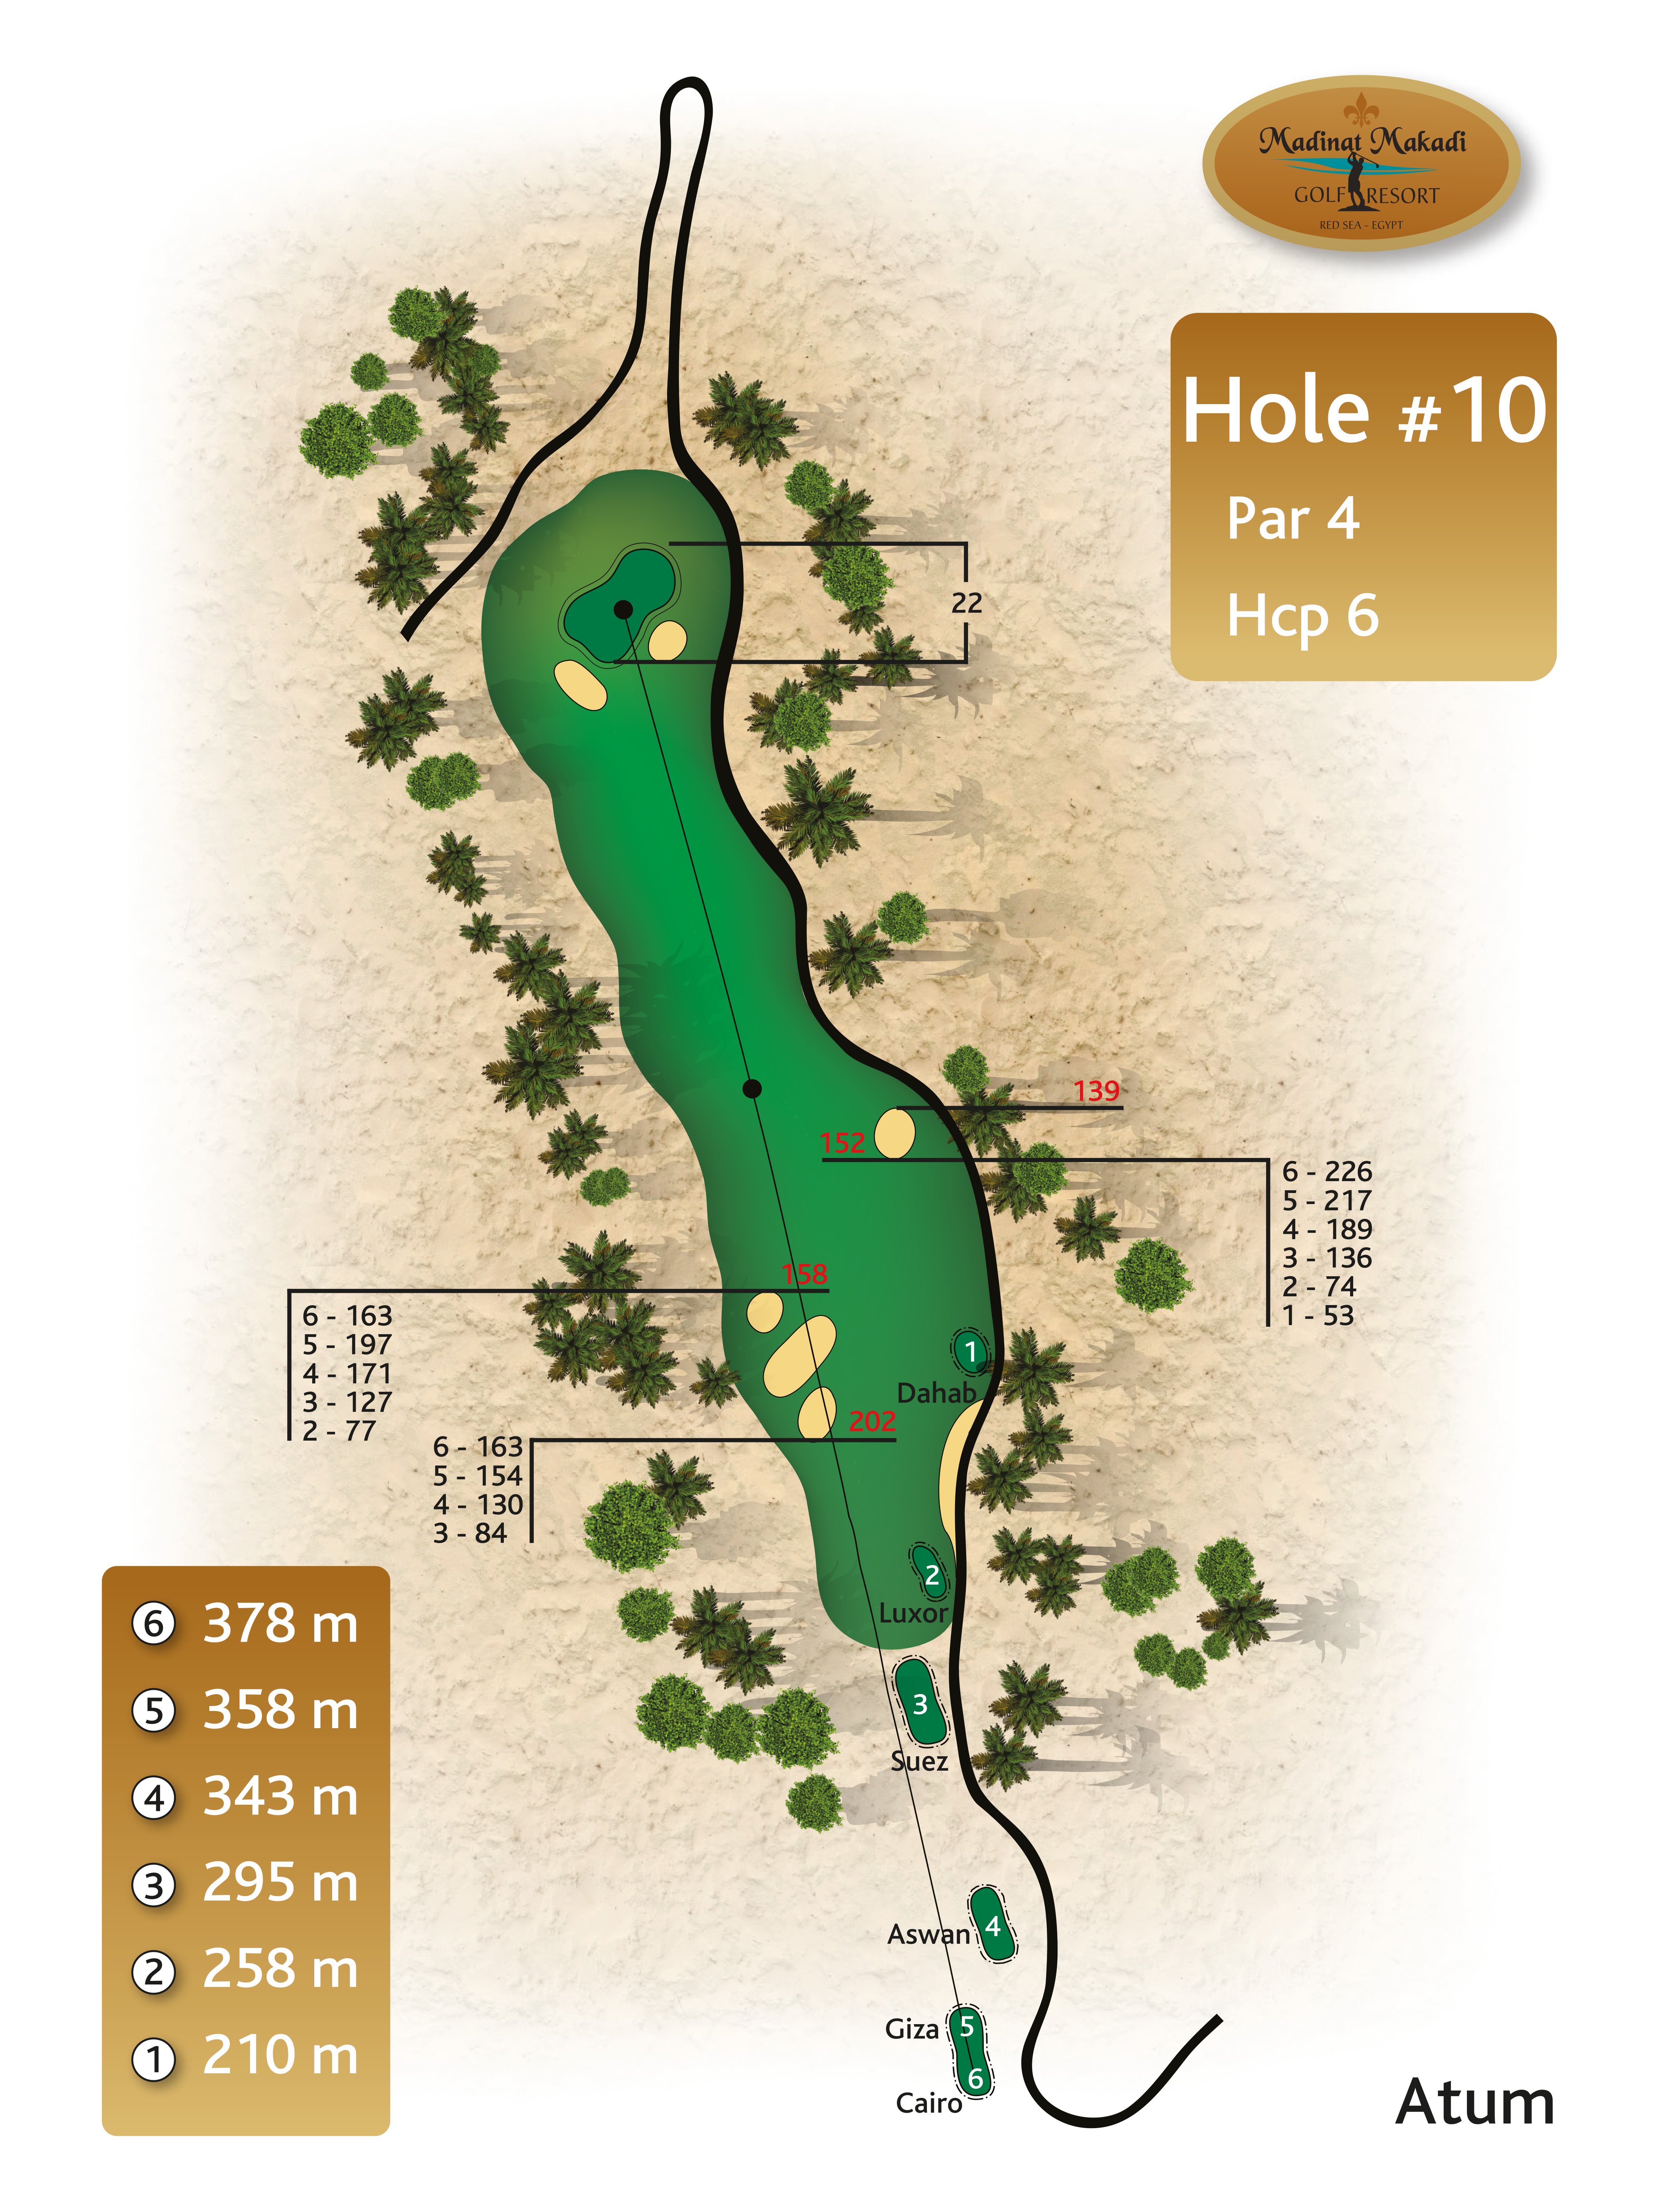 Madinat Makadi
GOLF RESORT
RED SEA - EGYPT
Hole #10
Par 4
Hcp 6
22
139
152
6 - 226
5 - 217
4 - 189
3 - 136
2 - 74
1 - 53
158
6 - 163
5 - 197
4 - 171
3 - 127
2 - 77
1
Dahab
202
6 - 163
5 - 154
4 - 130
3 - 84
2
Luxor
3
Suez
4
Aswan
5
Giza
6
Cairo
6 378 m
5 358 m
4 343 m
3 295 m
2 258 m
1 210 m
Atum